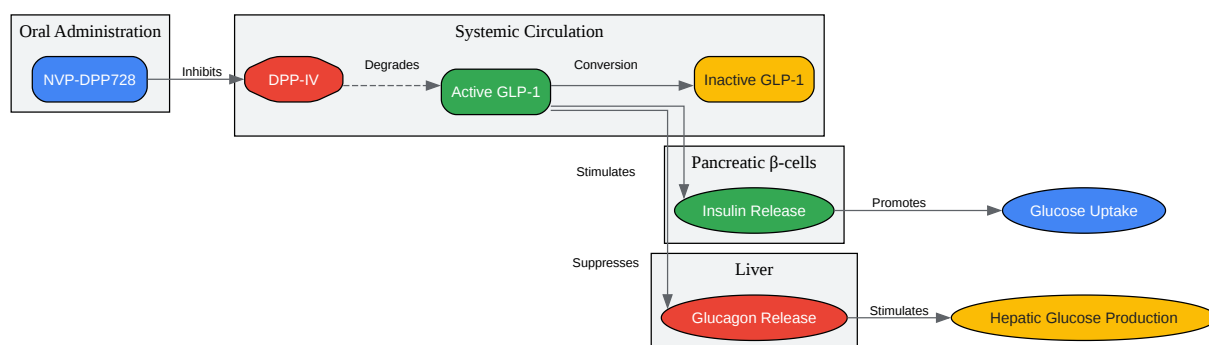 Oral Administration
Systemic Circulation
NVP-DPP728
Inhibits
DPP-IV
Degrades
Active GLP-1
Conversion
Inactive GLP-1
Stimulates
Pancreatic β-cells
Insulin Release
Promotes
Glucose Uptake
Suppresses
Liver
Glucagon Release
Stimulates
Hepatic Glucose Production